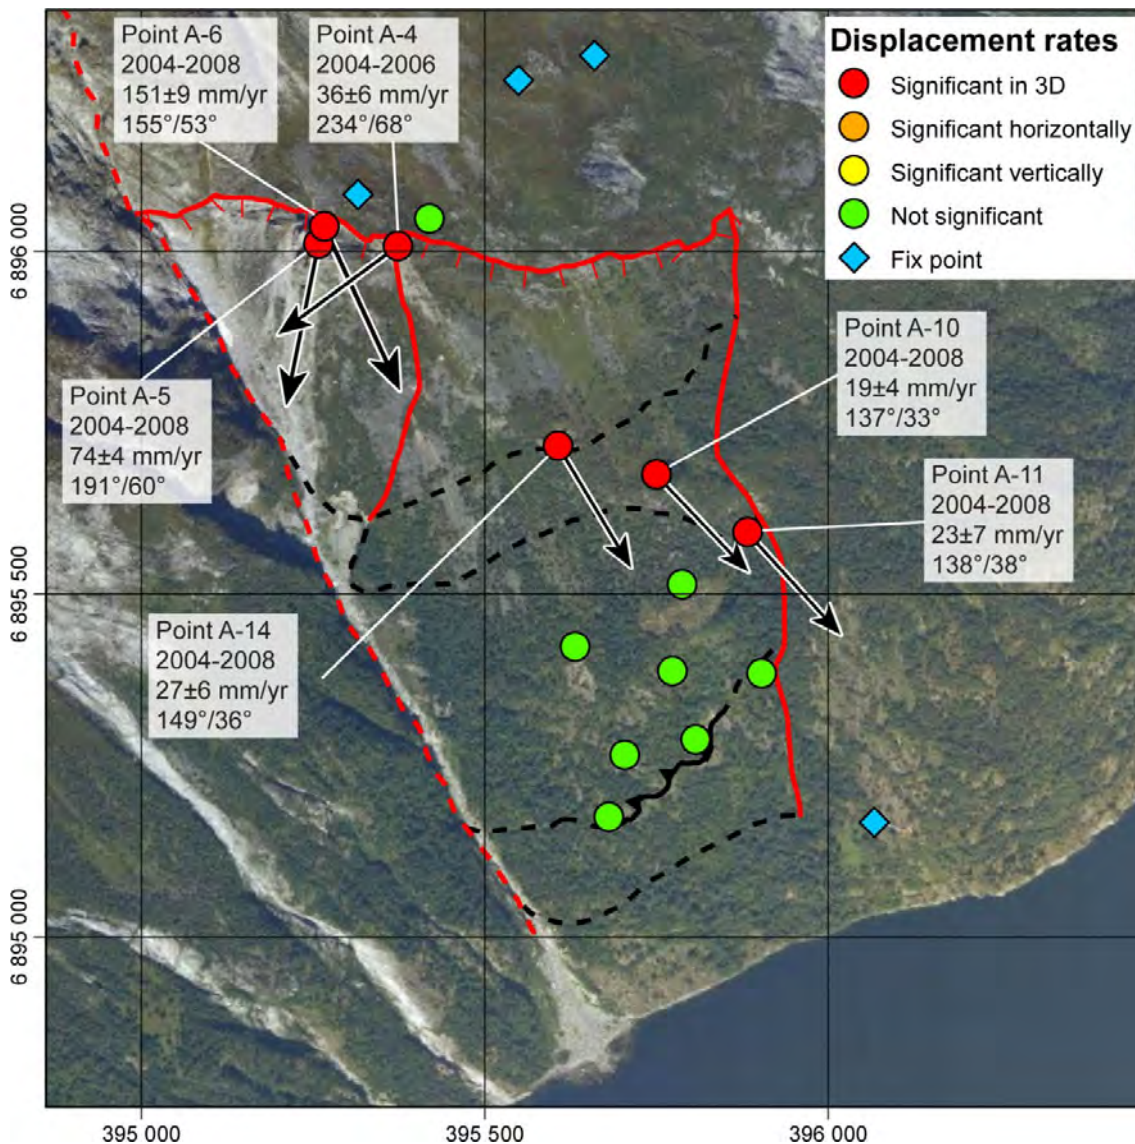 Point A-6
2004-2008
151±9 mm/yr
155°/53°
Point A-4
2004-2006
36±6 mm/yr
234°/68°
Displacement rates
Significant in 3D
Significant horizontally
Significant vertically
Not significant
Fix point
6 896 000
Point A-10
2004-2008
19±4 mm/yr
137°/33°
Point A-5
2004-2008
74±4 mm/yr
191°/60°
Point A-11
2004-2008
23±7 mm/yr
138°/38°
6 895 500
Point A-14
2004-2008
27±6 mm/yr
149°/36°
6 895 000
395 000
395 500
396 000